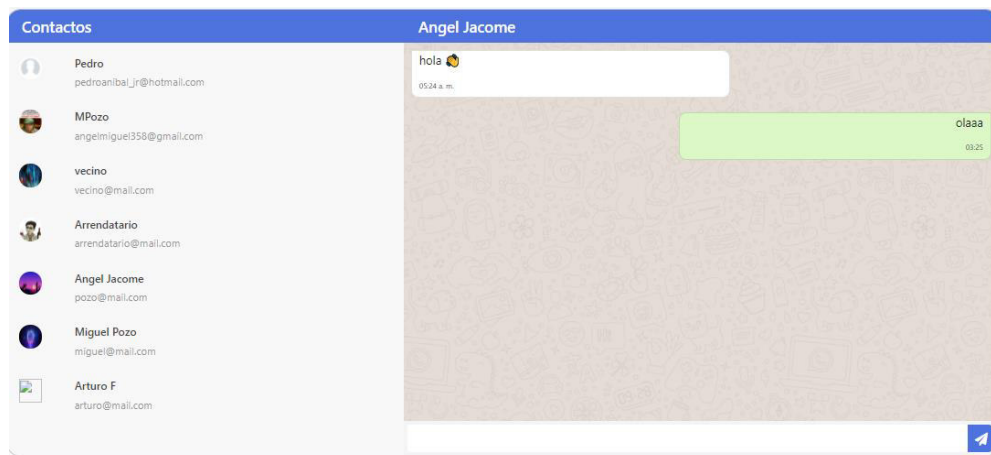 Contactos
Pedro
pedroanibal_jr@hotmail.com
MPozo
angelmiguel358@gmail.com
vecino
vecino@mail.com
Arrendatario
arrendatario@mail.com
Angel Jacome
pozo@mail.com
Miguel Pozo
miguel@mail.com
Arturo F
arturo@mail.com
Angel Jacome
hola 👋
05:24 a. m.
olaaa
03:25